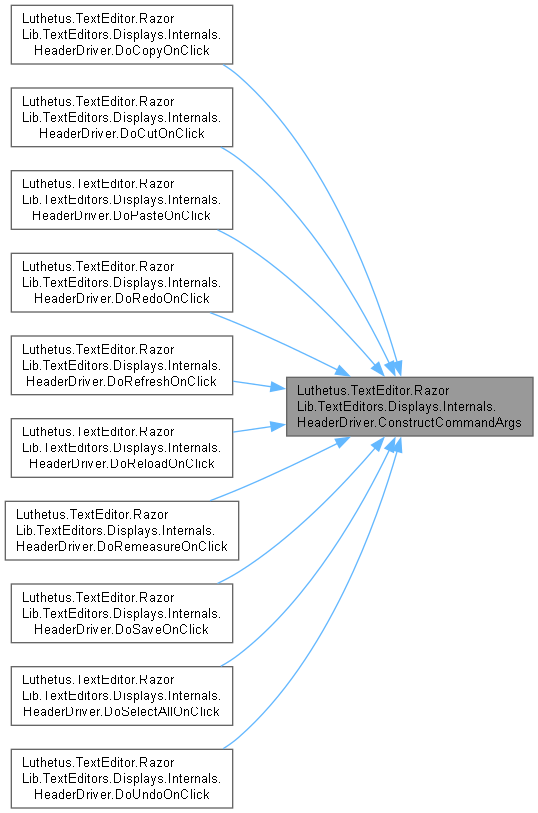 Luthetus.TextEditor.Razor
Lib.TextEditors.Displays.Internals.
HeaderDriver.DoCopyOnClick
Luthetus.TextEditor.Razor
Lib.TextEditors.Displays.Internals.
HeaderDriver.DoCutOnClick
Luthetus.TextEditor.Razor
Lib.TextEditors.Displays.Internals.
HeaderDriver.DoPasteOnClick
Luthetus.TextEditor.Razor
Lib.TextEditors.Displays.Internals.
HeaderDriver.DoRedoOnClick
Luthetus.TextEditor.Razor
Lib.TextEditors.Displays.Internals.
HeaderDriver.DoRefreshOnClick
Luthetus.TextEditor.Razor
Lib.TextEditors.Displays.Internals.
HeaderDriver.ConstructCommandArgs
Luthetus.TextEditor.Razor
Lib.TextEditors.Displays.Internals.
HeaderDriver.DoReloadOnClick
Luthetus.TextEditor.Razor
Lib.TextEditors.Displays.Internals.
HeaderDriver.DoRemeasureOnClick
Luthetus.TextEditor.Razor
Lib.TextEditors.Displays.Internals.
HeaderDriver.DoSaveOnClick
Luthetus.TextEditor.Razor
Lib.TextEditors.Displays.Internals.
HeaderDriver.DoSelectAllOnClick
Luthetus.TextEditor.Razor
Lib.TextEditors.Displays.Internals.
HeaderDriver.DoUndoOnClick